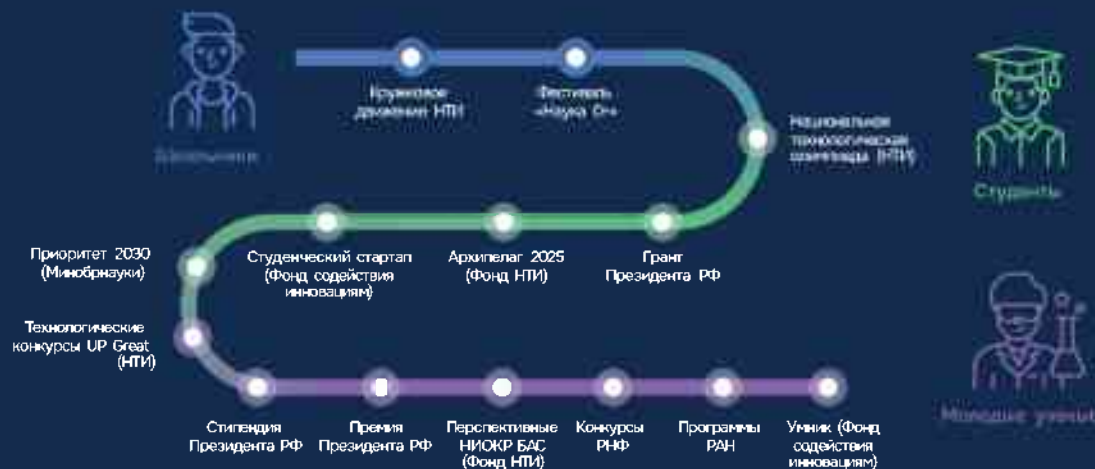 Кружковое
движение НТИ
Фестиваль
«Наука 0+»
Школьники
Национальная
технологическая
олимпиада (НТИ)
Студенты
Приоритет 2030
(Минобрнауки)
Студенческий стартап
(Фонд содействия
инновациям)
Архипелаг 2025
(Фонд НТИ)
Грант
Президента РФ
Технологические
конкурсы UP Great
(НТИ)
Молодые ученые
Стипендия
Президента РФ
Премия
Президента РФ
Перспективные
НИОКР БАС
(Фонд НТИ)
Конкурсы
РНФ
Программы
РАН
Умник (Фонд
содействия
инновациям)